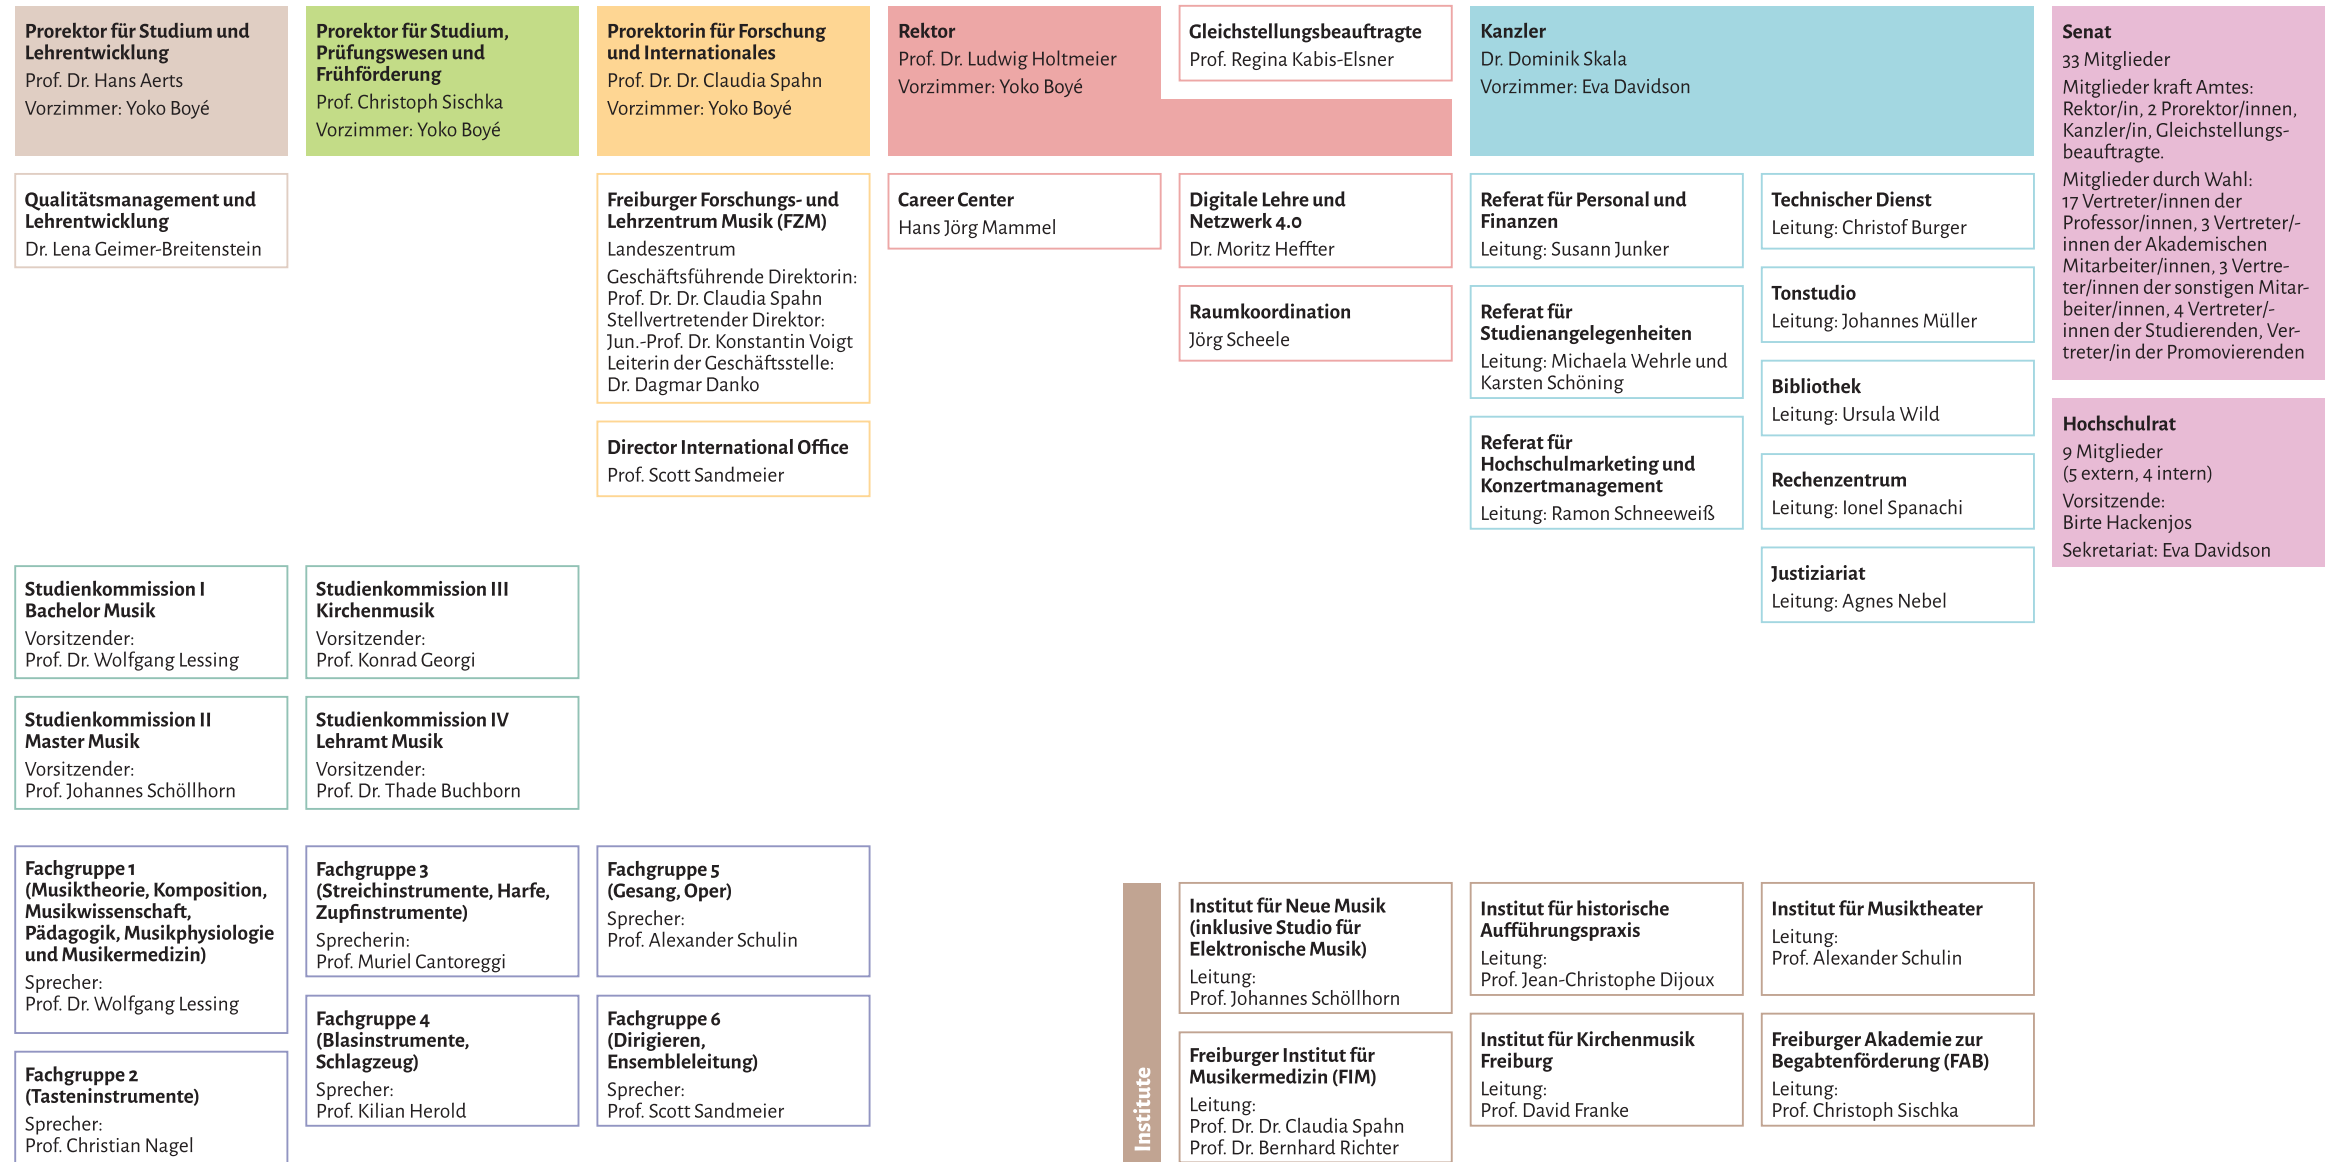 Prorektor für Studium und
Lehrentwicklung
Prof. Dr. Hans Aerts
Vorzimmer: Yoko Boyé
Prorektor für Studium,
Prüfungswesen und
Frühförderung
Prof. Christoph Sischka
Vorzimmer: Yoko Boyé
Prorektorin für Forschung
und Internationales
Prof. Dr. Dr. Claudia Spahn
Vorzimmer: Yoko Boyé
Rektor
Prof. Dr. Ludwig Holtmeier
Vorzimmer: Yoko Boyé
Gleichstellungsbeauftragte
Prof. Regina Kabis-Elsner
Kanzler
Dr. Dominik Skala
Vorzimmer: Eva Davidson
Senat
33 Mitglieder
Mitglieder kraft Amtes:
Rektor/in, 2 Prorektor/innen,
Kanzler/in, Gleichstellungs-
beauftragte.
Mitglieder durch Wahl:
17 Vertreter/innen der
Professor/innen, 3 Vertreter/-
innen der Akademischen
Mitarbeiter/innen, 3 Vertre-
ter/innen der sonstigen Mitar-
beiter/innen, 4 Vertreter/-
innen der Studierenden, Ver-
treter/in der Promovierenden
Qualitätsmanagement und
Lehrentwicklung
Dr. Lena Geimer-Breitenstein
Freiburger Forschungs- und
Lehrzentrum Musik (FZM)
Landeszentrum
Geschäftsführende Direktorin:
Prof. Dr. Dr. Claudia Spahn
Stellvertretender Direktor:
Jun.-Prof. Dr. Konstantin Voigt
Leiterin der Geschäftsstelle:
Dr. Dagmar Danko
Director International Office
Prof. Scott Sandmeier
Career Center
Hans Jörg Mammel
Digitale Lehre und
Netzwerk 4.0
Dr. Moritz Heffter
Raumkoordination
Jörg Scheele
Referat für Personal und
Finanzen
Leitung: Susann Junker
Referat für
Studienangelegenheiten
Leitung: Michaela Wehrle und
Karsten Schöning
Referat für
Hochschulmarketing und
Konzertmanagement
Leitung: Ramon Schneeweiß
Technischer Dienst
Leitung: Christof Burger
Tonstudio
Leitung: Johannes Müller
Bibliothek
Leitung: Ursula Wild
Rechenzentrum
Leitung: Ionel Spanachi
Justiziariat
Leitung: Agnes Nebel
Hochschulrat
9 Mitglieder
(5 extern, 4 intern)
Vorsitzende:
Birte Hackenjos
Sekretariat: Eva Davidson
Studienkommission I
Bachelor Musik
Vorsitzender:
Prof. Dr. Wolfgang Lessing
Studienkommission III
Kirchenmusik
Vorsitzender:
Prof. Konrad Georgi
Studienkommission II
Master Musik
Vorsitzender:
Prof. Johannes Schöllhorn
Studienkommission IV
Lehramt Musik
Vorsitzender:
Prof. Dr. Thade Buchborn
Fachgruppe 1
(Musiktheorie, Komposition,
Musikwissenschaft,
Pädagogik, Musikphysiologie
und Musikermedizin)
Sprecher:
Prof. Dr. Wolfgang Lessing
Fachgruppe 2
(Tasteninstrumente)
Sprecher:
Prof. Christian Nagel
Fachgruppe 3
(Streichinstrumente, Harfe,
Zupfinstrumente)
Sprecherin:
Prof. Muriel Cantoreggi
Fachgruppe 4
(Blasinstrumente,
Schlagzeug)
Sprecher:
Prof. Kilian Herold
Fachgruppe 5
(Gesang, Oper)
Sprecher:
Prof. Alexander Schulin
Fachgruppe 6
(Dirigieren,
Ensembleleitung)
Sprecher:
Prof. Scott Sandmeier
Institute
Institut für Neue Musik
(inklusive Studio für
Elektronische Musik)
Leitung:
Prof. Johannes Schöllhorn
Freiburger Institut für
Musikermedizin (FIM)
Leitung:
Prof. Dr. Dr. Claudia Spahn
Prof. Dr. Bernhard Richter
Institut für historische
Aufführungspraxis
Leitung:
Prof. Jean-Christophe Dijoux
Institut für Kirchenmusik
Freiburg
Leitung:
Prof. David Franke
Institut für Musiktheater
Leitung:
Prof. Alexander Schulin
Freiburger Akademie zur
Begabtenförderung (FAB)
Leitung:
Prof. Christoph Sischka